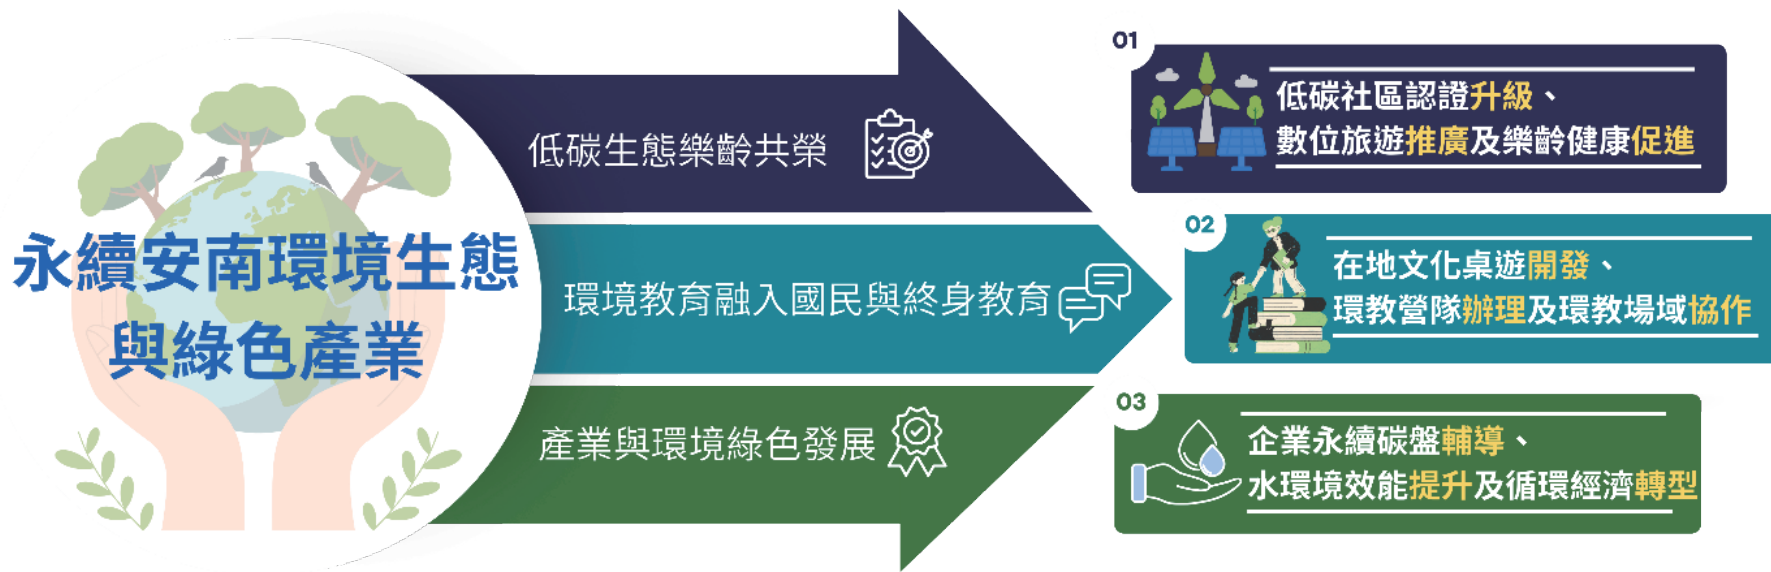 永續安南環境生態
與綠色產業
低碳生態樂齡共榮
環境教育融入國民與終身教育
產業與環境綠色發展
01
低碳社區認證升級、
數位旅遊推廣及樂齡健康促進
02
在地文化桌遊開發、
環教營隊辦理及環教場域協作
03
企業永續碳盤輔導、
水環境效能提升及循環經濟轉型